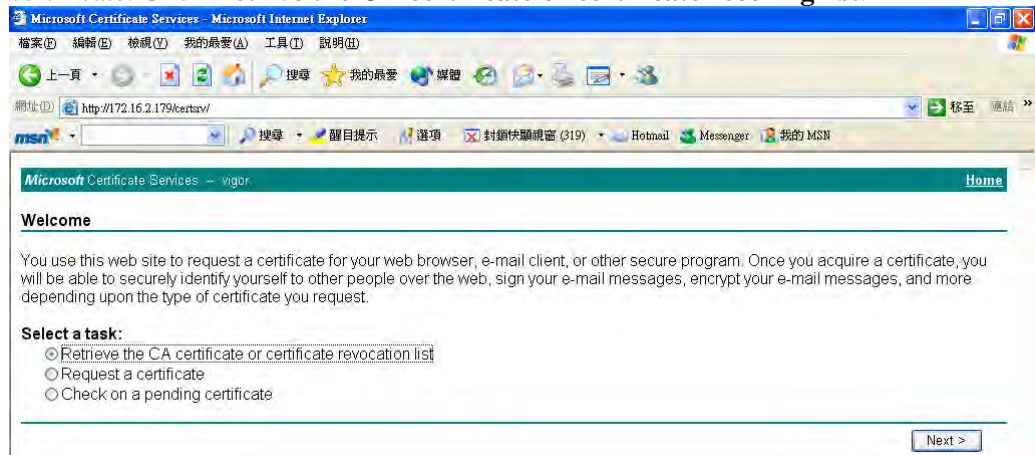 Microsoft Certificate Services - Microsoft Internet Explorer
檔案(F) 編輯(E) 檢視(V) 我的最愛(A) 工具(T) 說明(H)
上一頁 搜尋 我的最愛 媒體
網址(D) http://172.16.2.179/certsrv/ 移至 連結 »
msn 搜尋 醒目提示 選項 封鎖快顯視窗 (319) Hotmail Messenger 我的 MSN
Microsoft Certificate Services -- vigor Home
Welcome
You use this web site to request a certificate for your web browser, e-mail client, or other secure program. Once you acquire a certificate, you
will be able to securely identify yourself to other people over the web, sign your e-mail messages, encrypt your e-mail messages, and more
depending upon the type of certificate you request.
Select a task:
Retrieve the CA certificate or certificate revocation list
Request a certificate
Check on a pending certificate
Next >